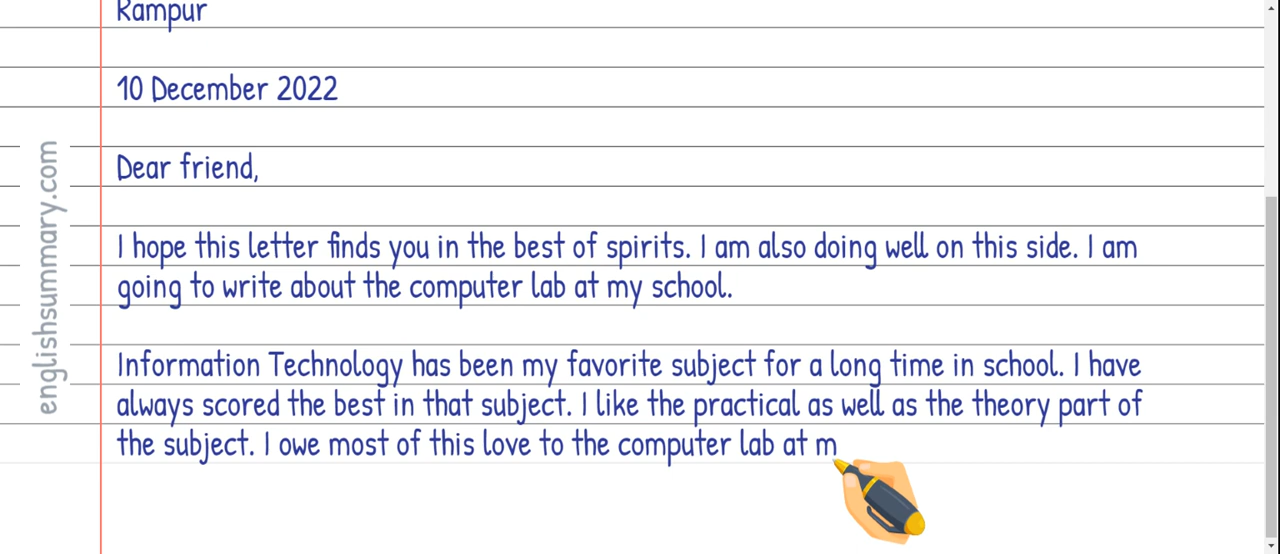 Rampur
10 December 2022
Dear friend,
I hope this letter finds you in the best of spirits. I am also doing well on this side. I am
going to write about the computer lab at my school.
Information Technology has been my favorite subject for a long time in school. I have
always scored the best in that subject. I like the practical as well as the theory part of
the subject. I owe most of this love to the computer lab at m
englishsummary.com